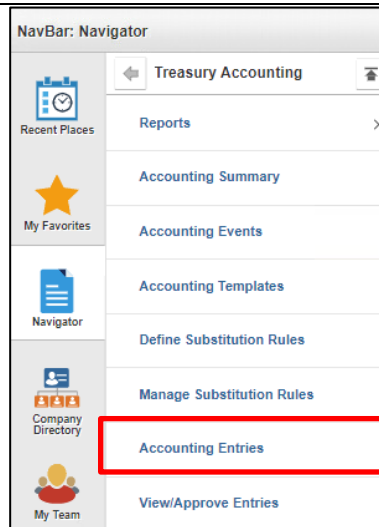 NavBar: Navigator
Treasury Accounting
Recent Places
Reports
Accounting Summary
My Favorites
Accounting Events
Accounting Templates
Navigator
Define Substitution Rules
Manage Substitution Rules
Company
Directory
Accounting Entries
My Team
View/Approve Entries